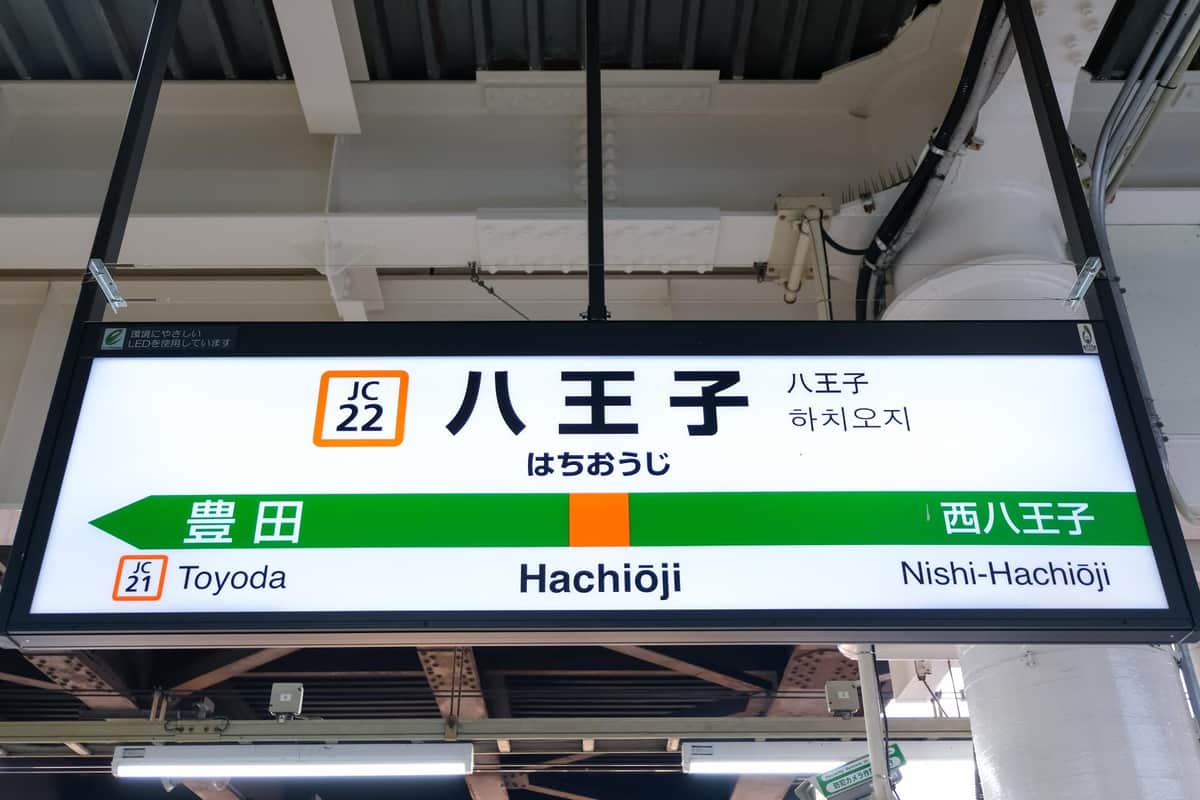 環境にやさしい
LEDを使用しています
JC
22
八王子
八王子
하치오지
はちおうじ
豊田
西八王子
JC
21
Toyoda
Hachiōji
Nishi-Hachiōji